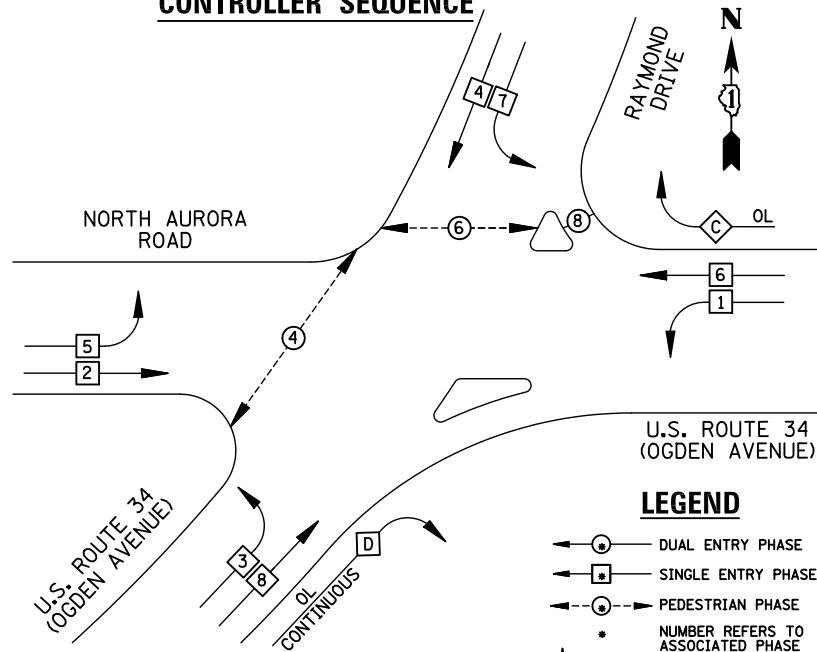 CONTROLLER SEQUENCE
N
1
RAYMOND
DRIVE
4
7
NORTH AURORA
ROAD
6
8
C
OL
6
1
4
5
2
U.S. ROUTE 34
(OGDEN AVENUE)
LEGEND
U.S. ROUTE 34
(OGDEN AVENUE)
3
8
OL
CONTINUOUS
D
* DUAL ENTRY PHASE
* SINGLE ENTRY PHASE
* PEDESTRIAN PHASE
* NUMBER REFERS TO
ASSOCIATED PHASE